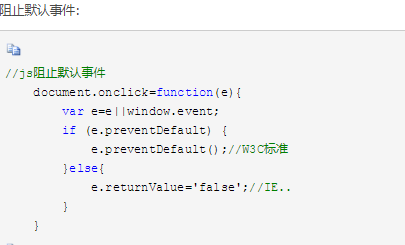 阻止默认事件:
//js阻止默认事件
document.onclick=function(e){
var e=e||window.event;
if (e.preventDefault) {
e.preventDefault();//W3C标准
}else{
e.returnValue='false';//IE..
}
}